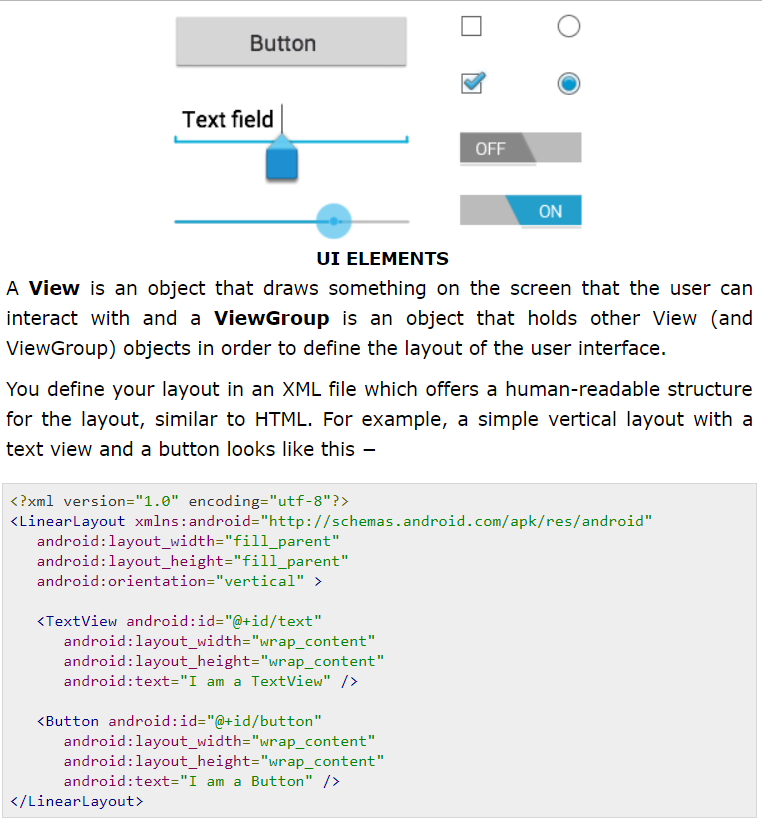 Button
Text field
OFF
ON
UI ELEMENTS
A View is an object that draws something on the screen that the user can
interact with and a ViewGroup is an object that holds other View (and
ViewGroup) objects in order to define the layout of the user interface.
You define your layout in an XML file which offers a human-readable structure
for the layout, similar to HTML. For example, a simple vertical layout with a
text view and a button looks like this −
<?xml version="1.0" encoding="utf-8"?>
<LinearLayout xmlns:android="http://schemas.android.com/apk/res/android"
   android:layout_width="fill_parent"
   android:layout_height="fill_parent"
   android:orientation="vertical" >
   <TextView android:id="@+id/text"
      android:layout_width="wrap_content"
      android:layout_height="wrap_content"
      android:text="I am a TextView" />
   <Button android:id="@+id/button"
      android:layout_width="wrap_content"
      android:layout_height="wrap_content"
      android:text="I am a Button" />
</LinearLayout>